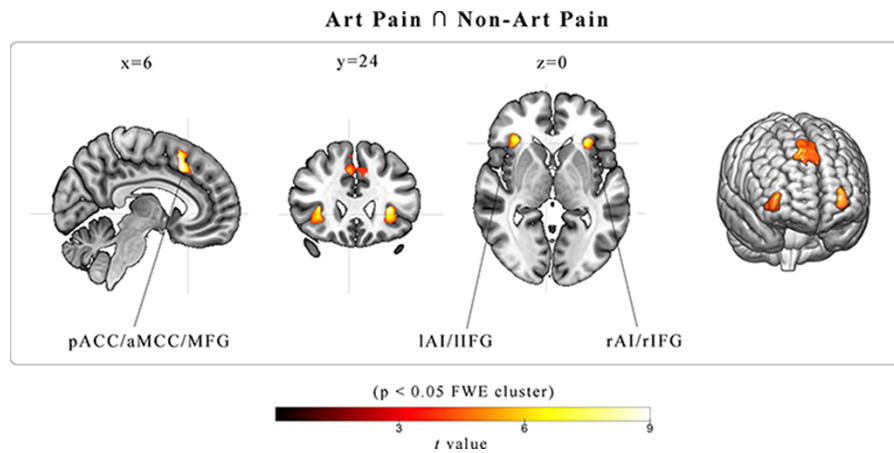 Art Pain ∩ Non-Art Pain
x=6
y=24
z=0
pACC/aMCC/MFG
lAI/lIFG
rAI/rIFG
(p < 0.05 FWE cluster)
3
6
9
t value